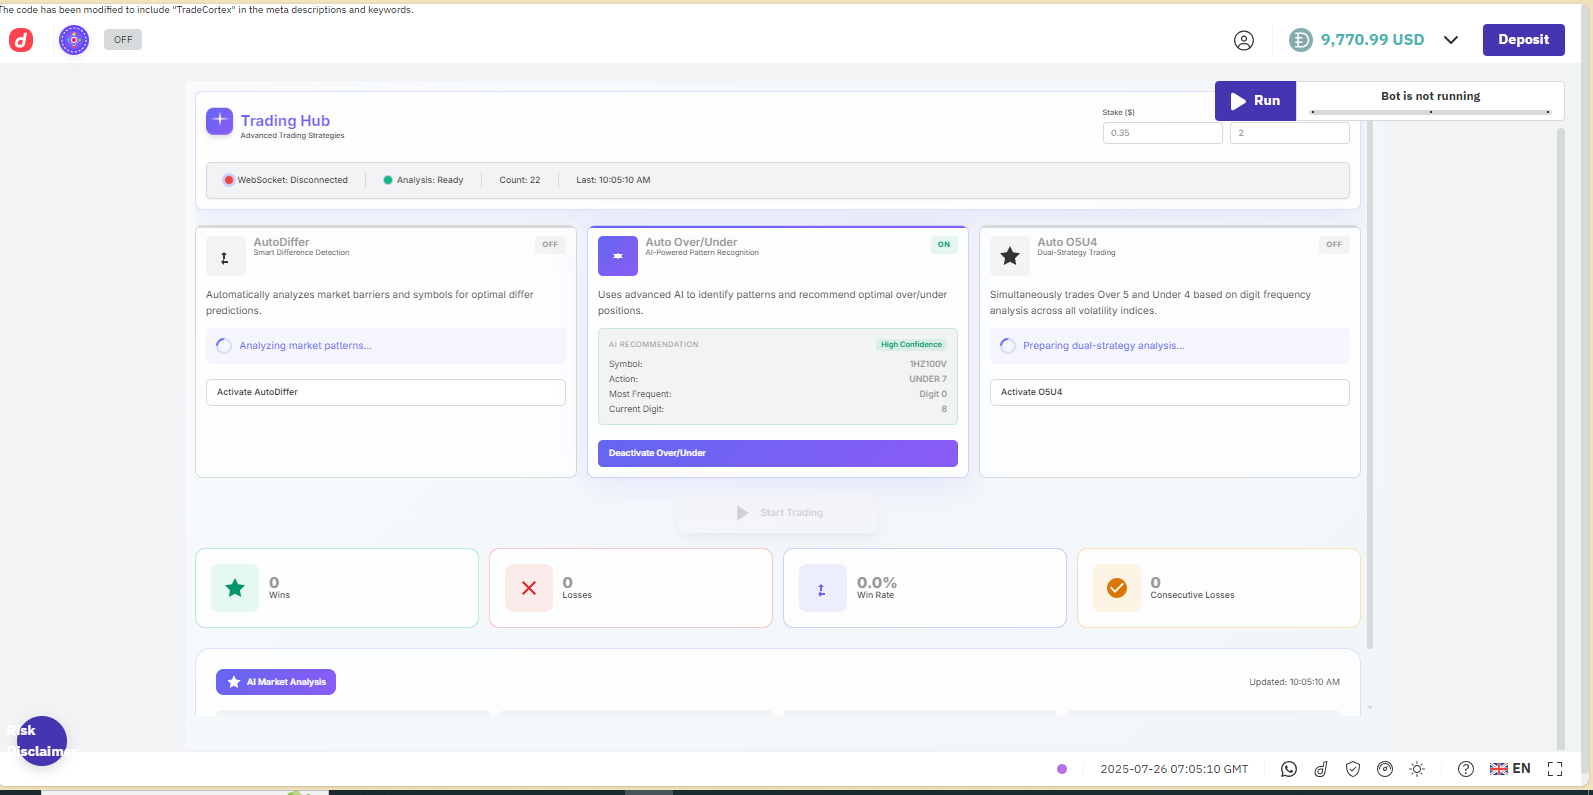 The code has been modified to include "TradeCortex" in the meta descriptions and keywords.
OFF
9,770.99 USD
Deposit
Trading Hub
Advanced Trading Strategies
Stake ($)
0.35
2
Run
Bot is not running
WebSocket: Disconnected
Analysis: Ready
Count: 22
Last: 10:05:10 AM
AutoDiffer
Smart Difference Detection
OFF
Automatically analyzes market barriers and symbols for optimal differ
predictions.
Analyzing market patterns...
Activate AutoDiffer
Auto Over/Under
AI-Powered Pattern Recognition
ON
Uses advanced AI to identify patterns and recommend optimal over/under
positions.
AI RECOMMENDATION
High Confidence
Symbol:
1HZ100V
Action:
UNDER 7
Most Frequent:
Digit 0
Current Digit:
8
Deactivate Over/Under
Auto O5U4
Dual-Strategy Trading
OFF
Simultaneously trades Over 5 and Under 4 based on digit frequency
analysis across all volatility indices.
Preparing dual-strategy analysis...
Activate O5U4
Start Trading
0
Wins
0
Losses
0.0%
Win Rate
0
Consecutive Losses
AI Market Analysis
Updated: 10:05:10 AM
Risk
Disclaimer
2025-07-26 07:05:10 GMT
EN